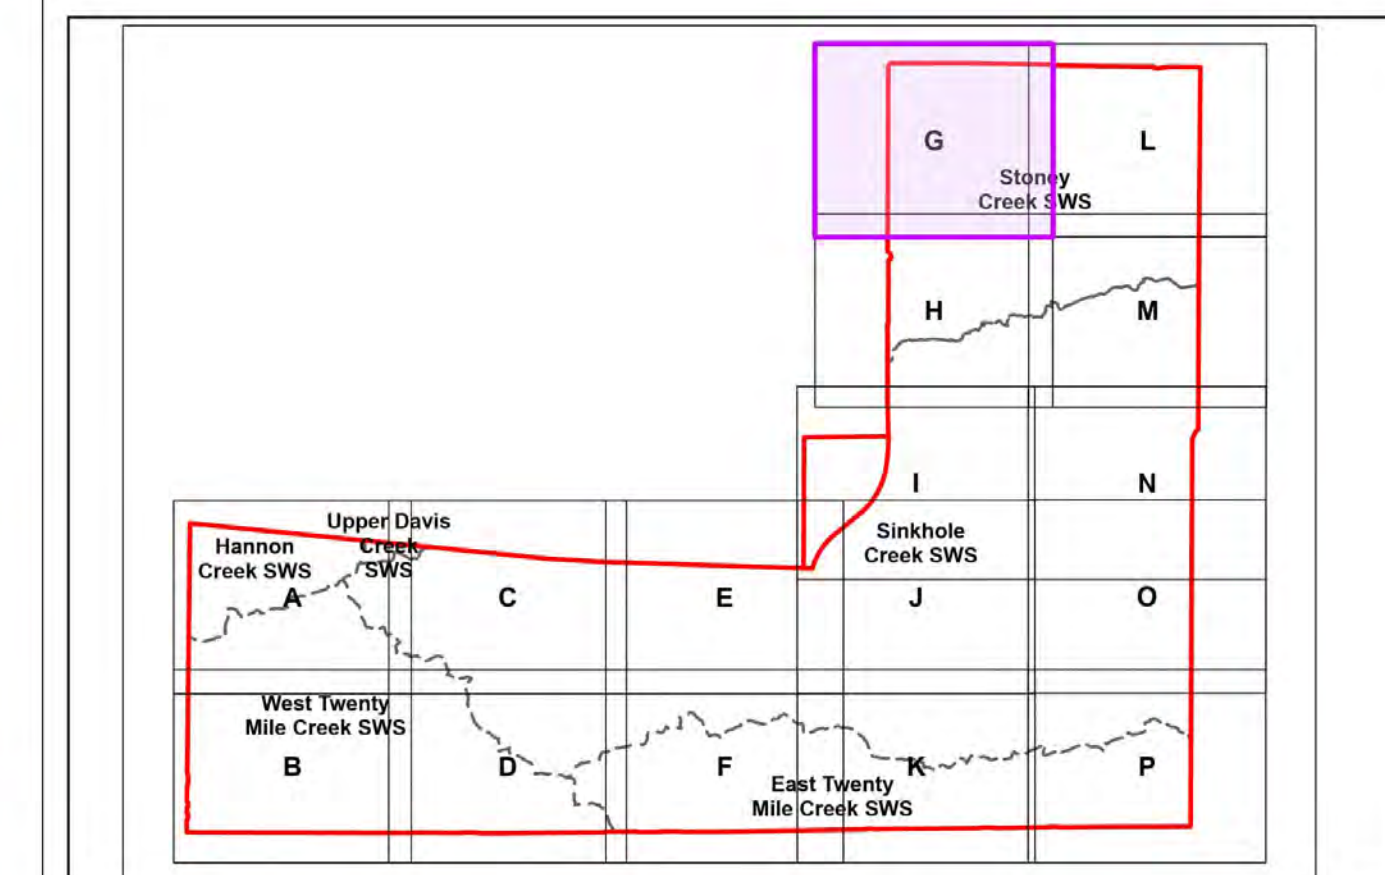 G
L
Stoney
Creek SWS
H
M
I
N
Sinkhole
Creek SWS
Upper Davis
Creek
SWS
Hannon
Creek SWS
A
C
E
J
O
West Twenty
Mile Creek SWS
B
D
F
K
P
East Twenty
Mile Creek SWS